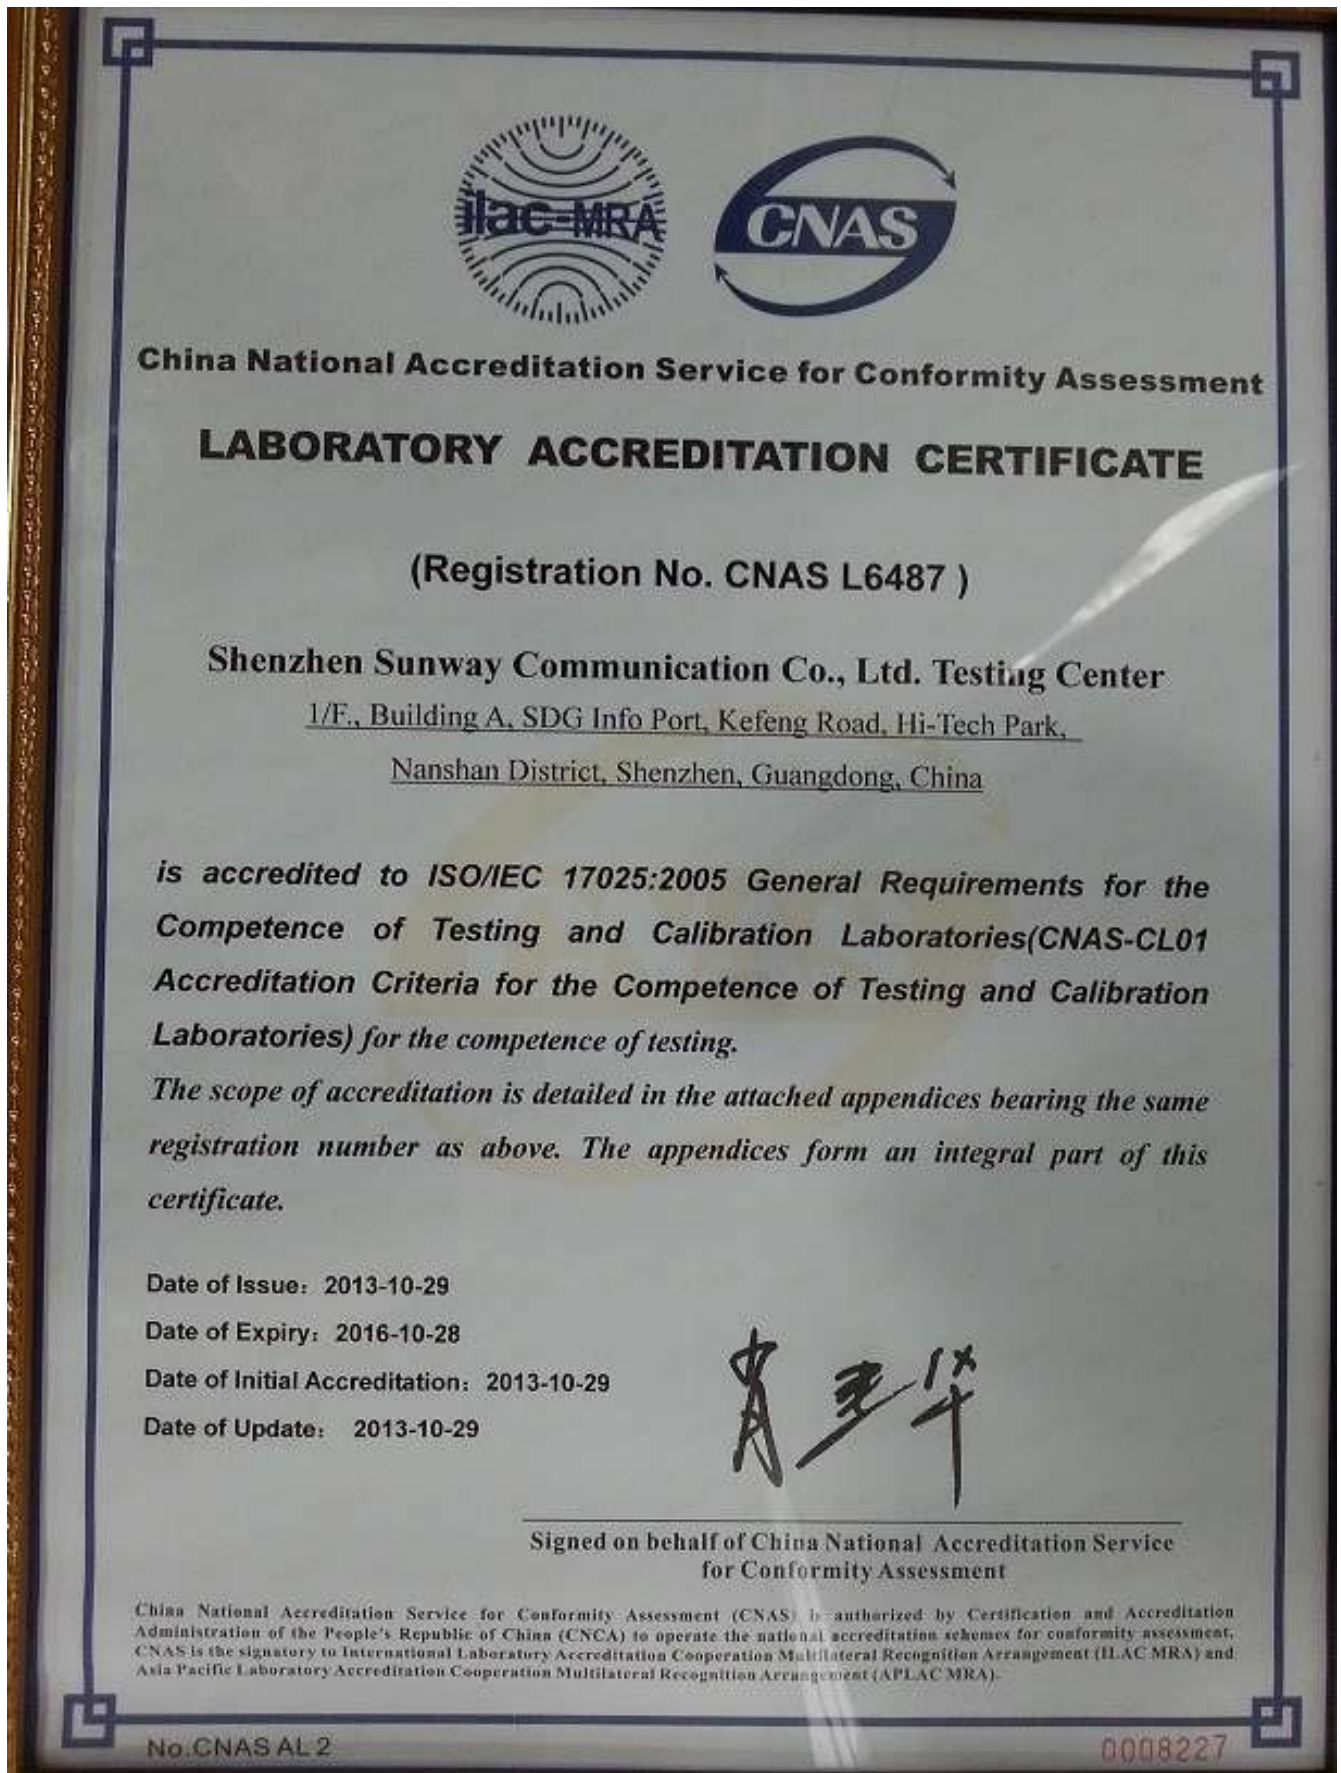 ilac-MRA
CNAS
China National Accreditation Service for Conformity Assessment
LABORATORY ACCREDITATION CERTIFICATE
(Registration No. CNAS L6487 )
Shenzhen Sunway Communication Co., Ltd. Testing Center
1/F., Building A, SDG Info Port, Kefeng Road, Hi-Tech Park,
Nanshan District, Shenzhen, Guangdong, China
is accredited to ISO/IEC 17025:2005 General Requirements for the
Competence of Testing and Calibration Laboratories(CNAS-CL01
Accreditation Criteria for the Competence of Testing and Calibration
Laboratories) for the competence of testing.
The scope of accreditation is detailed in the attached appendices bearing the same
registration number as above. The appendices form an integral part of this
certificate.
Date of Issue: 2013-10-29
Date of Expiry: 2016-10-28
Date of Initial Accreditation: 2013-10-29
Date of Update: 2013-10-29
Signed on behalf of China National Accreditation Service
for Conformity Assessment
China National Accreditation Service for Conformity Assessment (CNAS) is authorized by Certification and Accreditation
Administration of the People's Republic of China (CNCA) to operate the national accreditation schemes for conformity assessment.
CNAS is the signatory to International Laboratory Accreditation Cooperation Multilateral Recognition Arrangement (ILAC MRA) and
Asia Pacific Laboratory Accreditation Cooperation Multilateral Recognition Arrangement (APLAC MRA).
No.CNAS AL 2
0008227